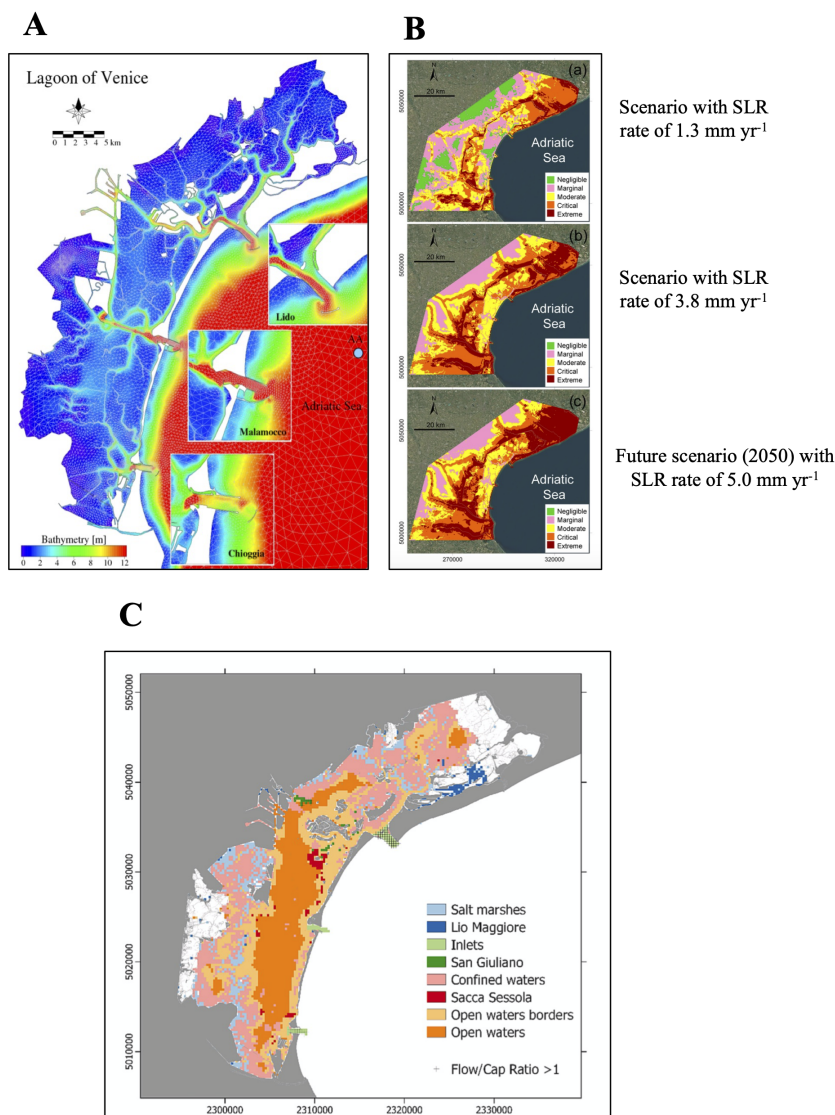 A
Lagoon of Venice
0 1 2 3 4 5
km
Lido
AA
Malamocco
Adriatic Sea
Chioggia
Bathymetry [m]
0 2 4 6 8 10 12
B
(a)
N
20 km
5050000
5000000
Adriatic
Sea
Negligible
Marginal
Moderate
Critical
Extreme
Scenario with SLR
rate of 1.3 mm yr-1
(b)
N
20 km
5050000
5000000
Adriatic
Sea
Negligible
Marginal
Moderate
Critical
Extreme
Scenario with SLR
rate of 3.8 mm yr-1
(c)
N
20 km
5050000
5000000
Adriatic
Sea
Negligible
Marginal
Moderate
Critical
Extreme
270000 320000
Future scenario (2050) with
SLR rate of 5.0 mm yr-1
C
5050000
5040000
5030000
5020000
5010000
Salt marshes
Lio Maggiore
Inlets
San Giuliano
Confined waters
Sacca Sessola
Open waters borders
Open waters
+ Flow/Cap Ratio >1
2300000 2310000 2320000 2330000